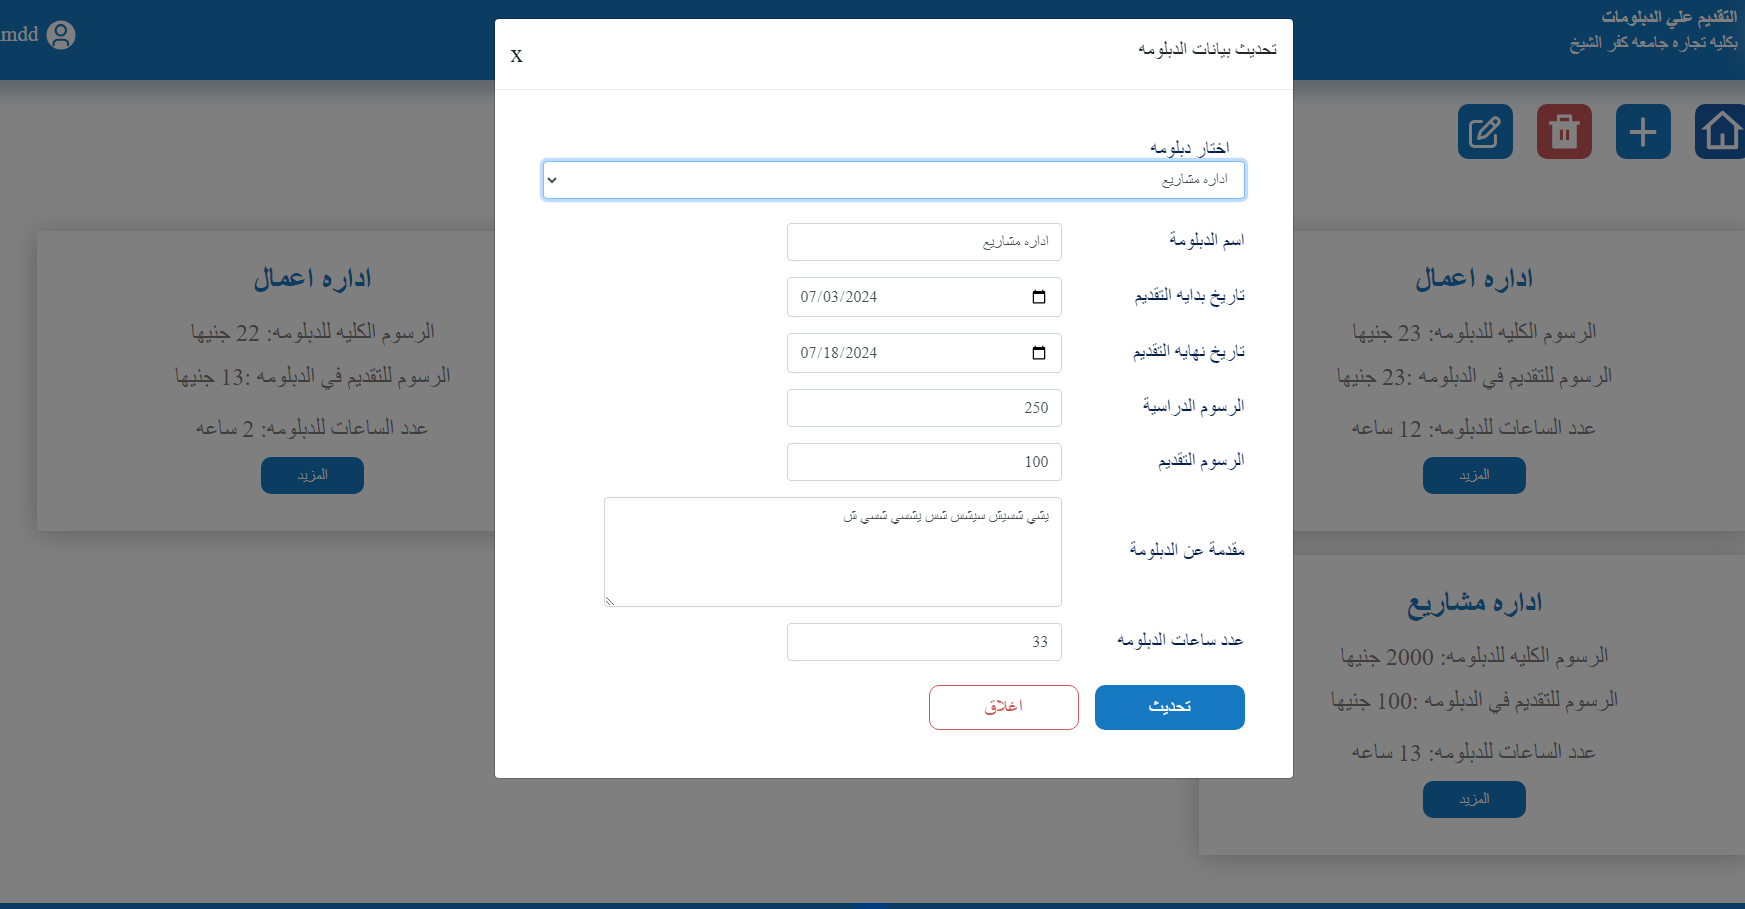 التقديم علي الدبلومات
بكليه تجاره جامعه كفر الشيخ
mdd
تحديث بيانات الدبلومه
X
اختار دبلومه
اداره مشاريع
اسم الدبلومة
اداره مشاريع
تاريخ بدايه التقديم
07/03/2024
تاريخ نهايه التقديم
07/18/2024
الرسوم الدراسية
250
الرسوم التقديم
100
مقدمة عن الدبلومة
يشي شسيش سيشس شس يشسي شسي ش
عدد ساعات الدبلومه
33
تحديث
اغلاق
اداره اعمال
الرسوم الكليه للدبلومه: 23 جنيها
الرسوم للتقديم في الدبلومه :23 جنيها
عدد الساعات للدبلومه: 12 ساعه
المزيد
اداره اعمال
الرسوم الكليه للدبلومه: 22 جنيها
الرسوم للتقديم في الدبلومه :13 جنيها
عدد الساعات للدبلومه: 2 ساعه
المزيد
اداره مشاريع
الرسوم الكليه للدبلومه: 2000 جنيها
الرسوم للتقديم في الدبلومه :100 جنيها
عدد الساعات للدبلومه: 13 ساعه
المزيد